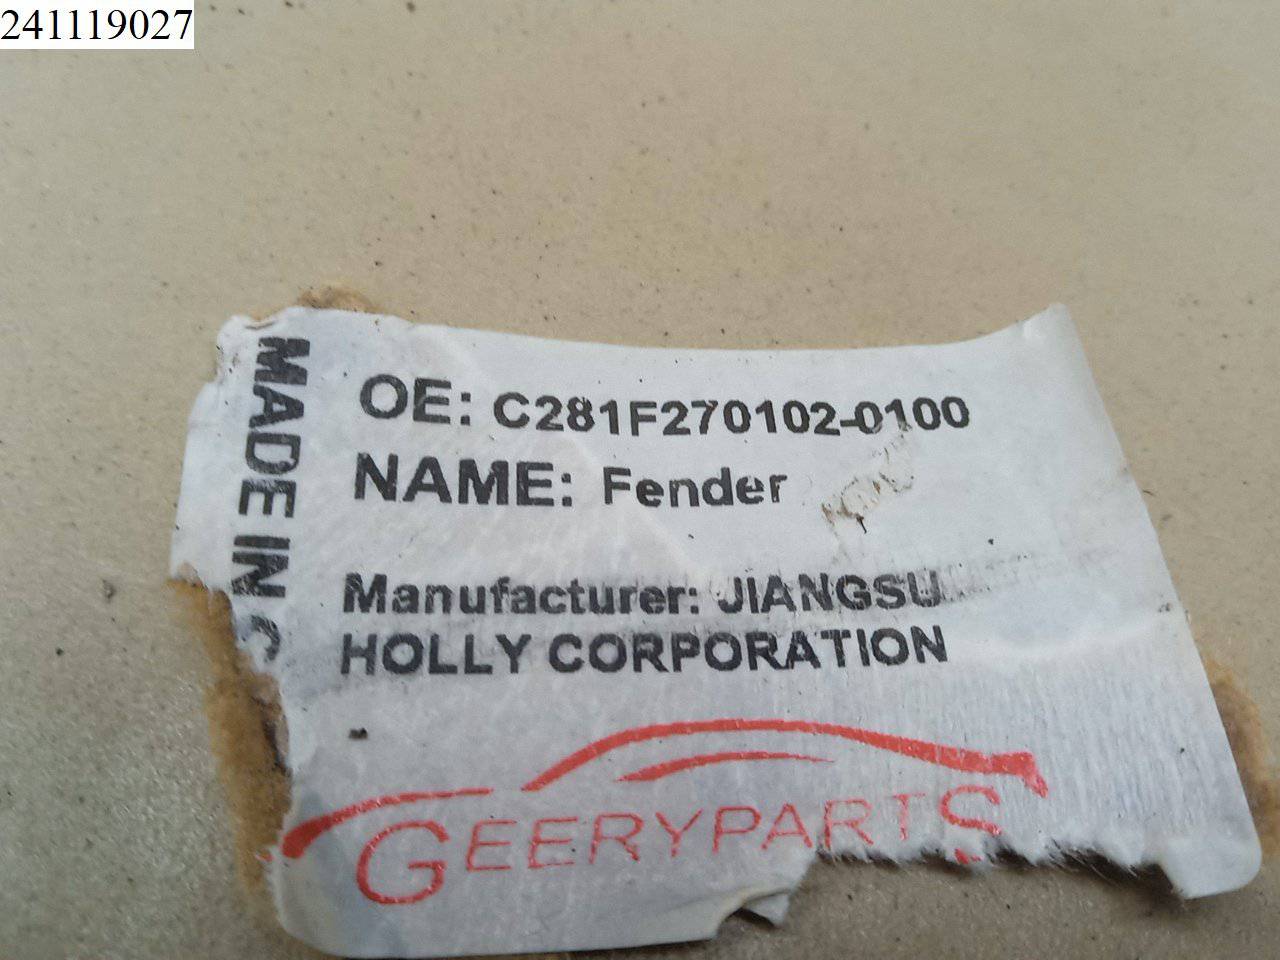 241119027
MADE IN C
OE: C281F270102-0100
NAME: Fender
Manufacturer: JIANGSU
HOLLY CORPORATION
GEERYPARTS